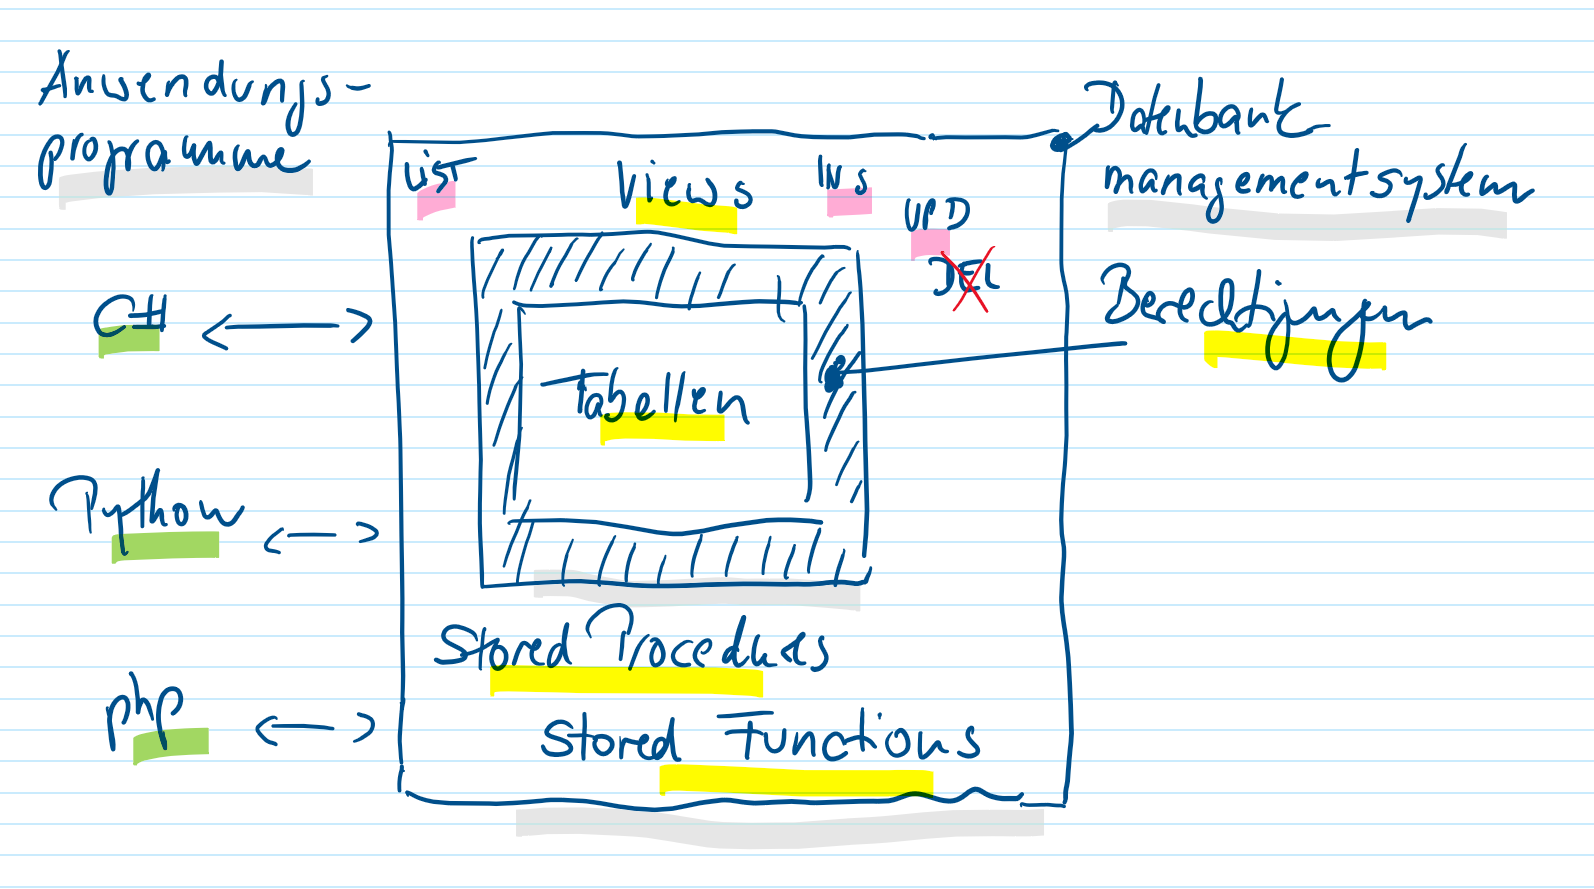 Anwendungs-
programme
Datenbank
managementsystem
List
Views
INS
UPD
DEL
Berechtigungen
C#
Tabellen
Python
Stored Procedures
php
Stored Functions